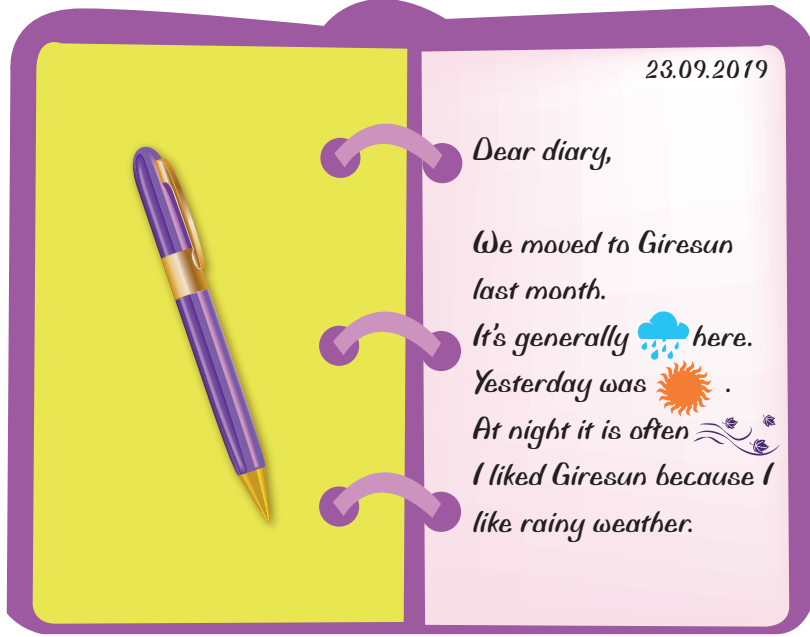 23.09.2019
Dear diary,
We moved to Giresun
last month.
It's generally here.
Yesterday was .
At night it is often
I liked Giresun because I
like rainy weather.